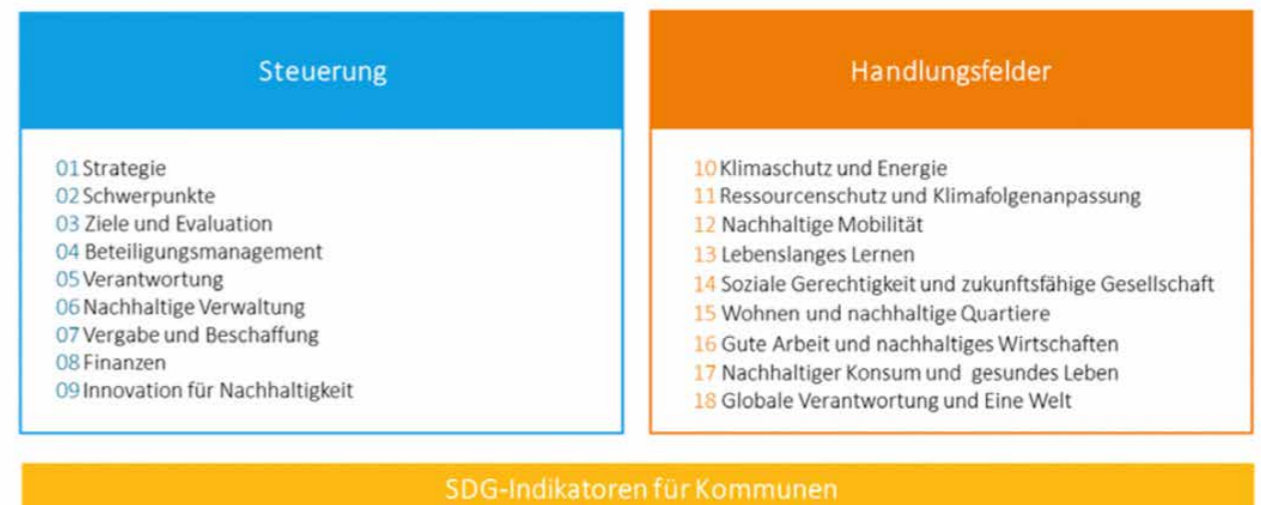 Steuerung
01 Strategie
02 Schwerpunkte
03 Ziele und Evaluation
04 Beteiligungsmanagement
05 Verantwortung
06 Nachhaltige Verwaltung
07 Vergabe und Beschaffung
08 Finanzen
09 Innovation für Nachhaltigkeit
Handlungsfelder
10 Klimaschutz und Energie
11 Ressourcenschutz und Klimafolgenanpassung
12 Nachhaltige Mobilität
13 Lebenslanges Lernen
14 Soziale Gerechtigkeit und zukunftsfähige Gesellschaft
15 Wohnen und nachhaltige Quartiere
16 Gute Arbeit und nachhaltiges Wirtschaften
17 Nachhaltiger Konsum und gesundes Leben
18 Globale Verantwortung und Eine Welt
SDG-Indikatoren für Kommunen